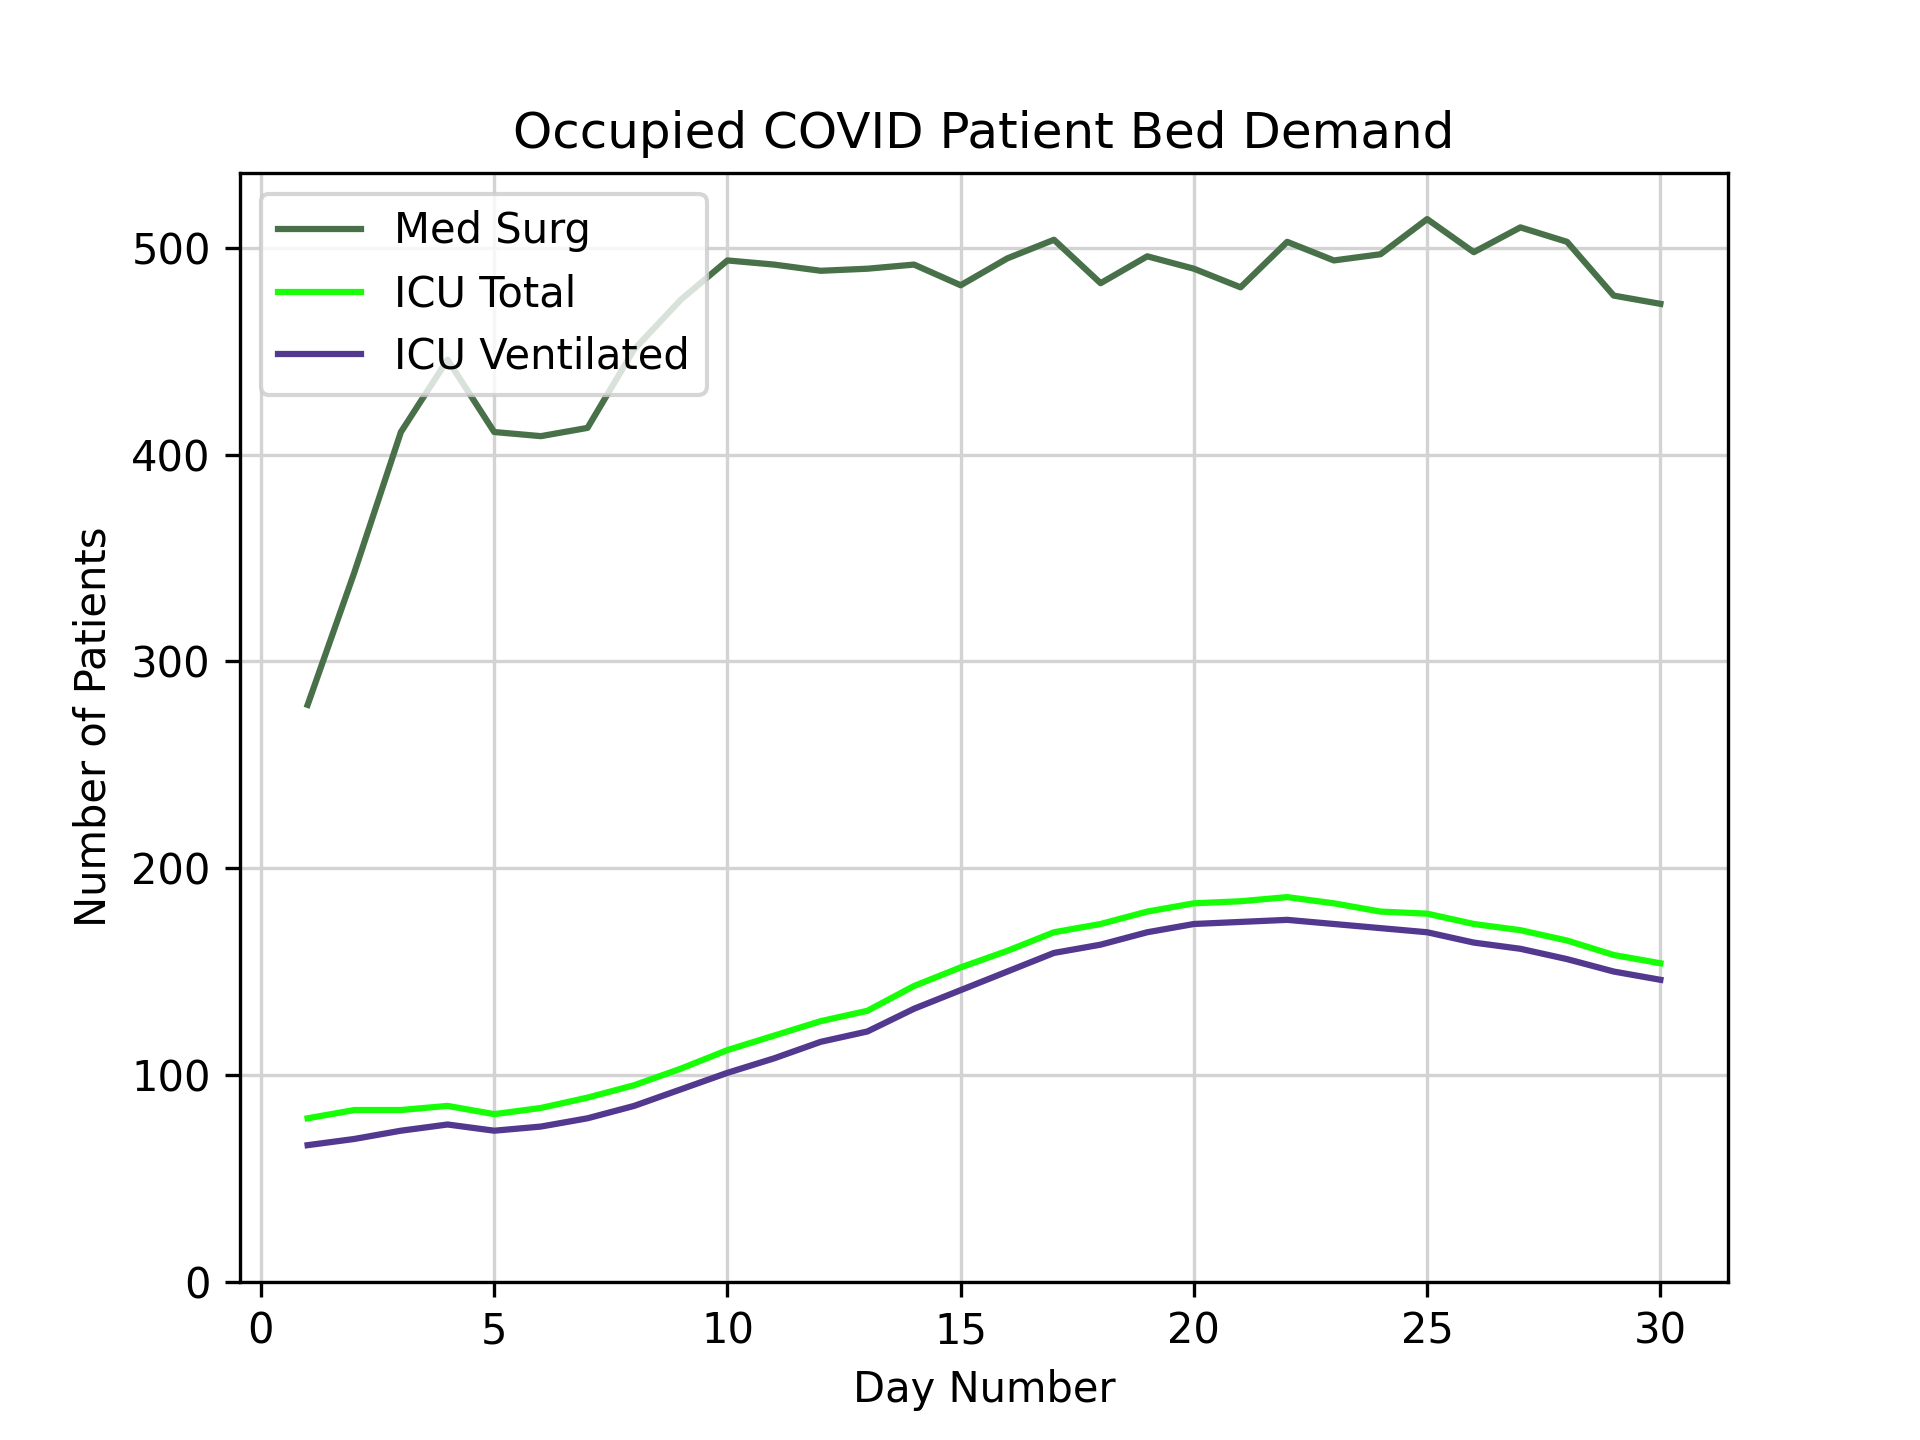 Occupied COVID Patient Bed Demand
Med Surg
ICU Total
ICU Ventilated
500
400
300
200
100
0
Number of Patients
0 5 10 15 20 25 30
Day Number